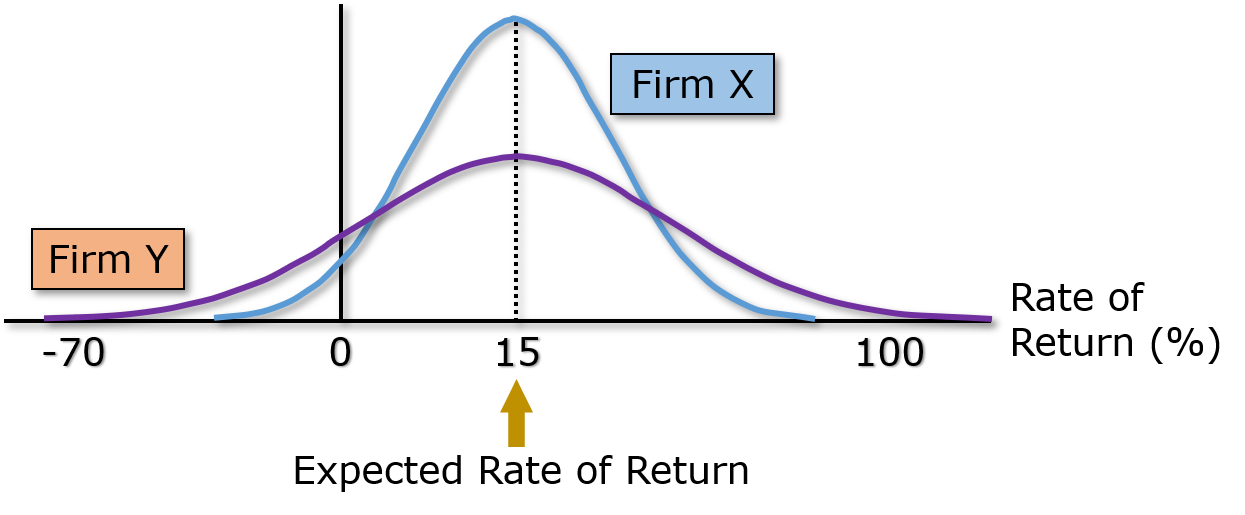 Firm X
Firm Y
Rate of
Return (%)
-70
0
15
100
Expected Rate of Return